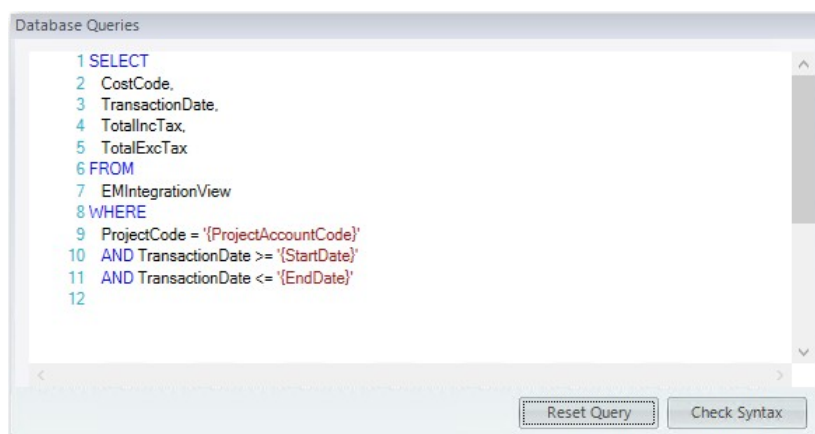 Database Queries
1 SELECT
2 CostCode,
3 TransactionDate,
4 TotalIncTax,
5 TotalExcTax
6 FROM
7 EMIntegrationView
8 WHERE
9 ProjectCode = '{ProjectAccountCode}'
10 AND TransactionDate >= '{StartDate}'
11 AND TransactionDate <= '{EndDate}'
12
Reset Query Check Syntax